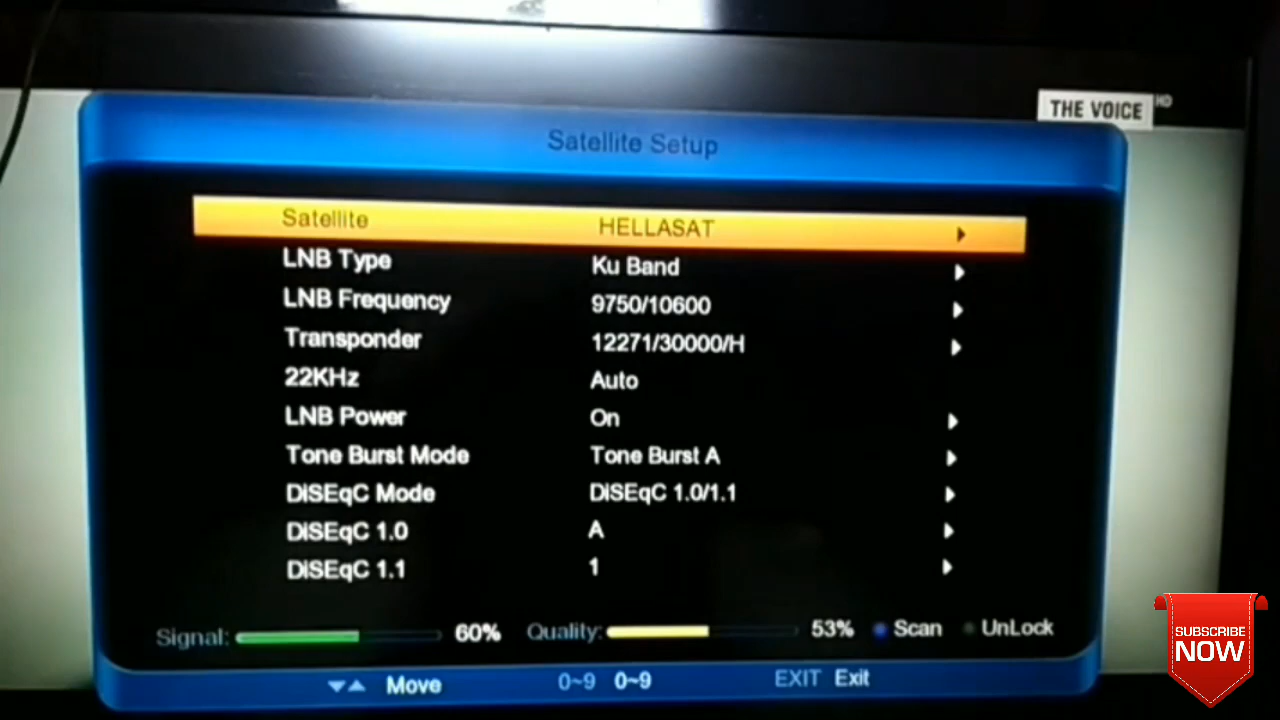 THE VOICE HD
Satellite Setup
Satellite HELLASAT
LNB Type Ku Band
LNB Frequency 9750/10600
Transponder 12271/30000/H
22KHz Auto
LNB Power On
Tone Burst Mode Tone Burst A
DiSEqC Mode DiSEqC 1.0/1.1
DiSEqC 1.0 A
DiSEqC 1.1 1
Signal: 60% Quality: 53% Scan UnLock
Move 0~9 0~9 EXIT Exit
SUBSCRIBE
NOW